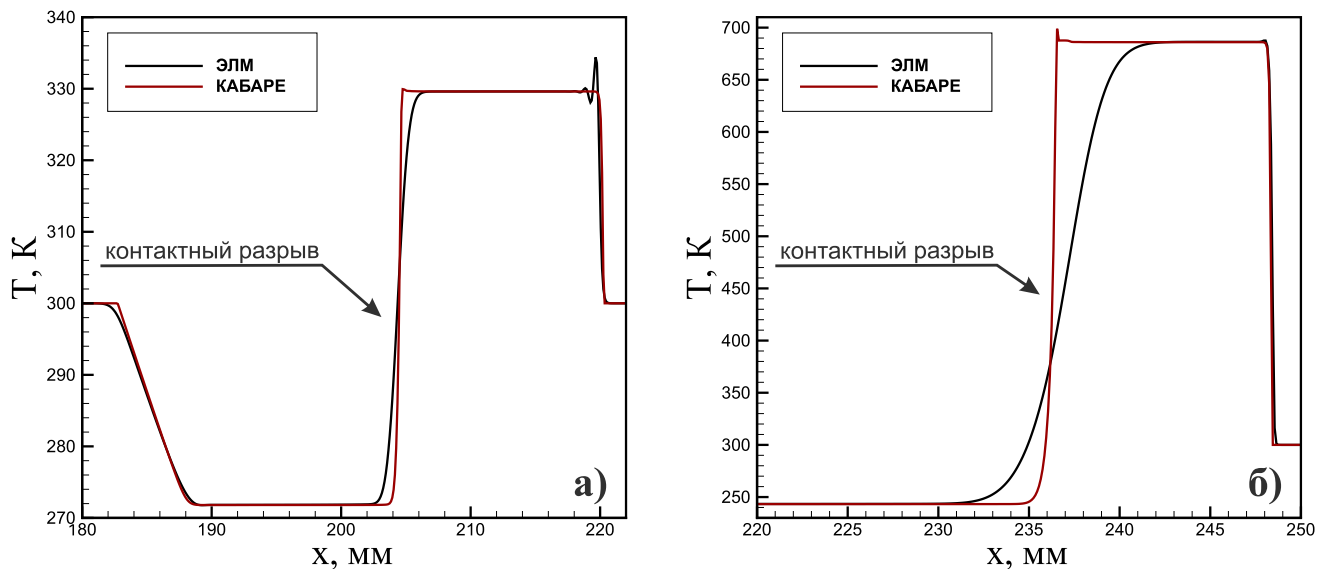 340
330
320
310
300
290
280
270
180
190
200
210
220
Т, К
х, мм
ЭЛМ
КАБАРЕ
контактный разрыв
а)
700
650
600
550
500
450
400
350
300
250
220
225
230
235
240
245
250
Т, К
х, мм
ЭЛМ
КАБАРЕ
контактный разрыв
б)